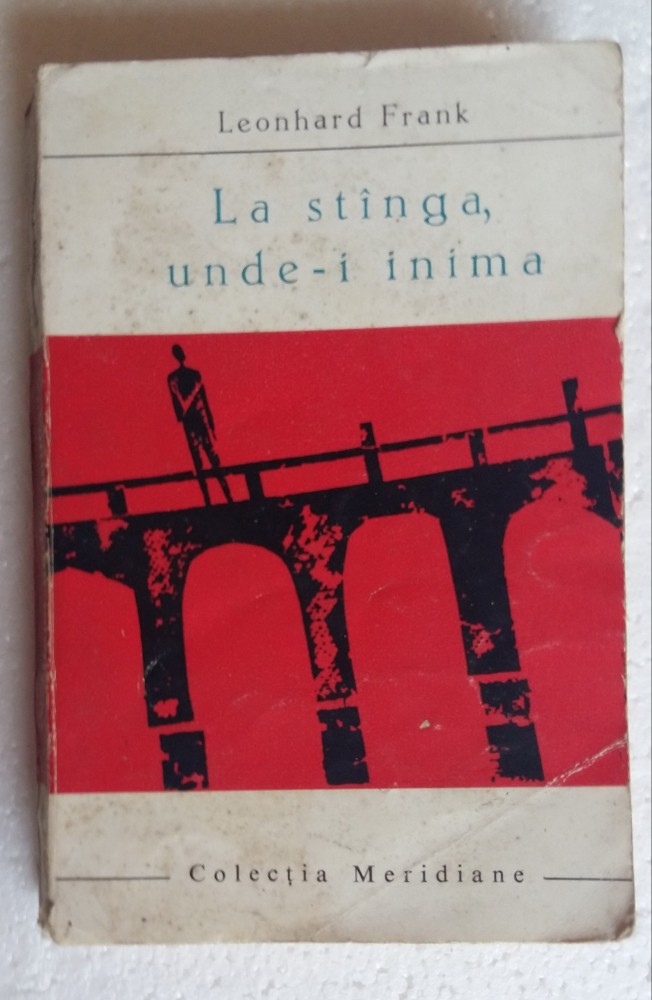 Leonhard Frank
La stînga,
unde-i inima
Colecția Meridiane